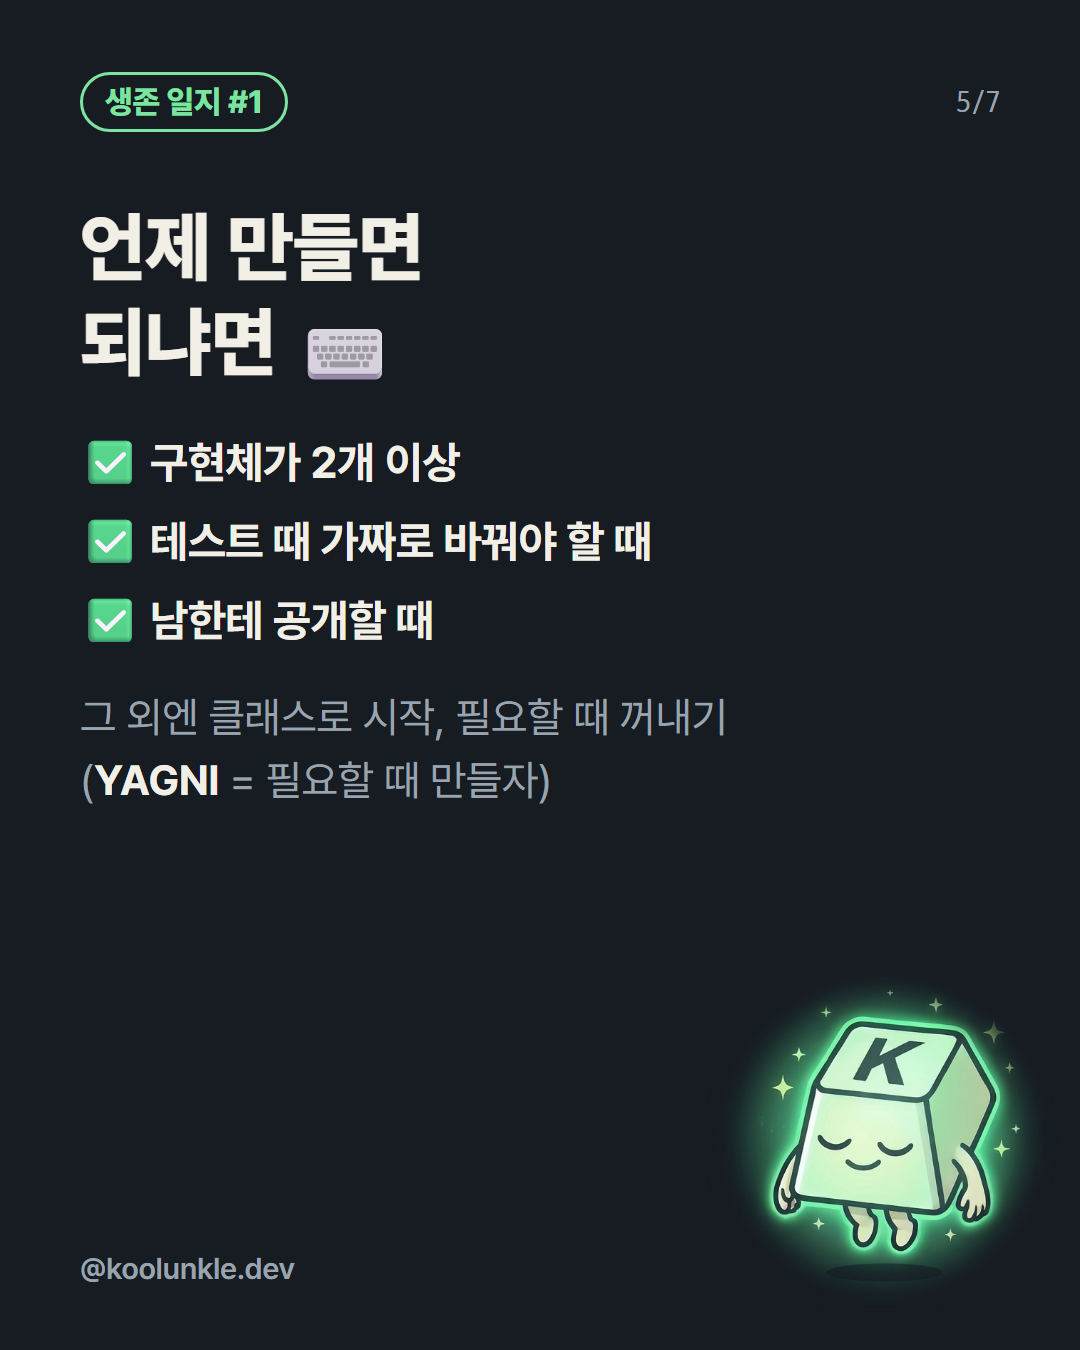 생존 일지 #1
5/7
언제 만들면
되냐면 ⌨️
✅ 구현체가 2개 이상
✅ 테스트 때 가짜로 바꿔야 할 때
✅ 남한테 공개할 때
그 외엔 클래스로 시작, 필요할 때 꺼내기
(YAGNI = 필요할 때 만들자)
K
@koolunkle.dev